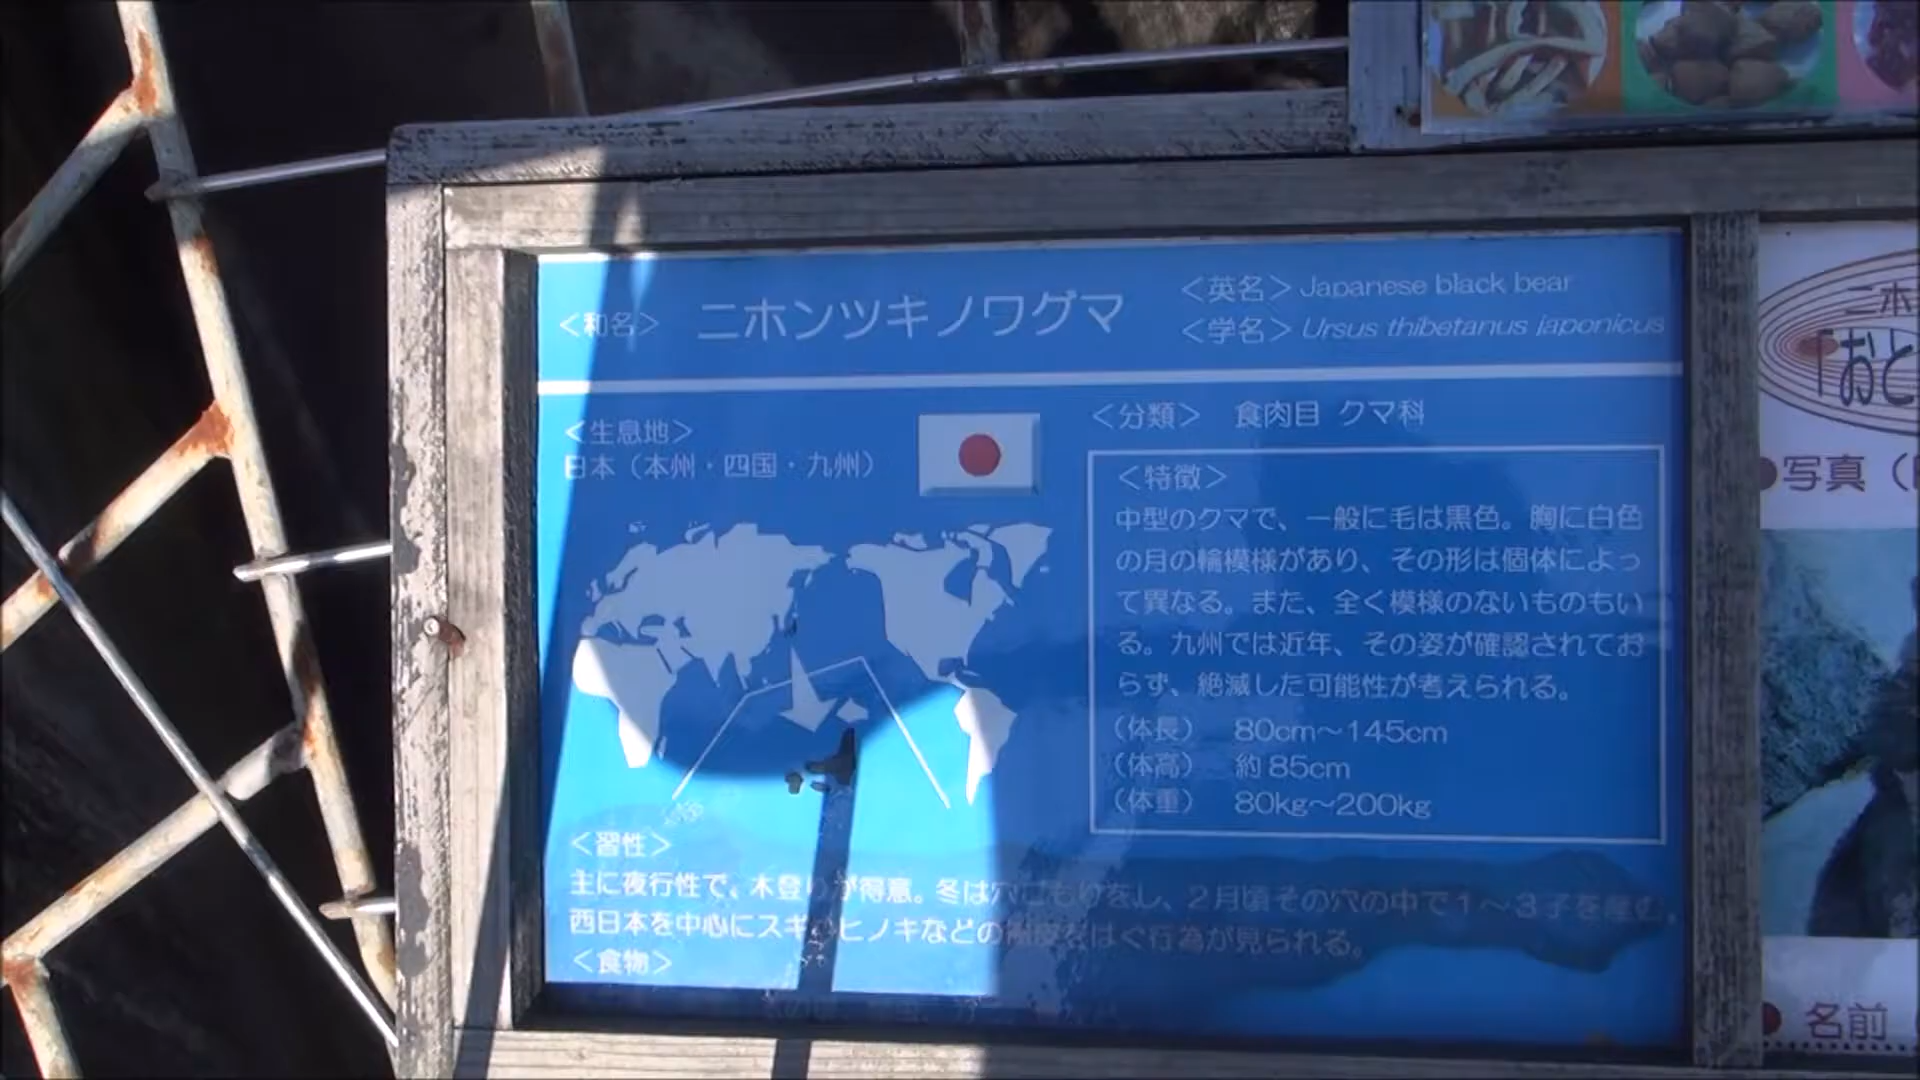 <和名> ニホンツキノワグマ
<英名> Japanese black bear
<学名> Ursus thibetanus japonicus
<生息地>
日本（本州・四国・九州）
<分類> 食肉目 クマ科
<特徴>
中型のクマで、一般に毛は黒色。胸に白色
の月の輪模様があり、その形は個体によっ
て異なる。また、全く模様のないものもい
る。九州では近年、その姿が確認されてお
らず、絶滅した可能性が考えられる。
（体長） 80cm～145cm
（体高） 約85cm
（体重） 80kg～200kg
<習性>
主に夜行性で、木登りが得意。冬は穴ごもりをし、2月頃その穴の中で1～3子を産む。
西日本を中心にスギ、ヒノキなどの樹皮をはぐ行為が見られる。
<食物>
ニホ
「おと
●写真（
● 名前